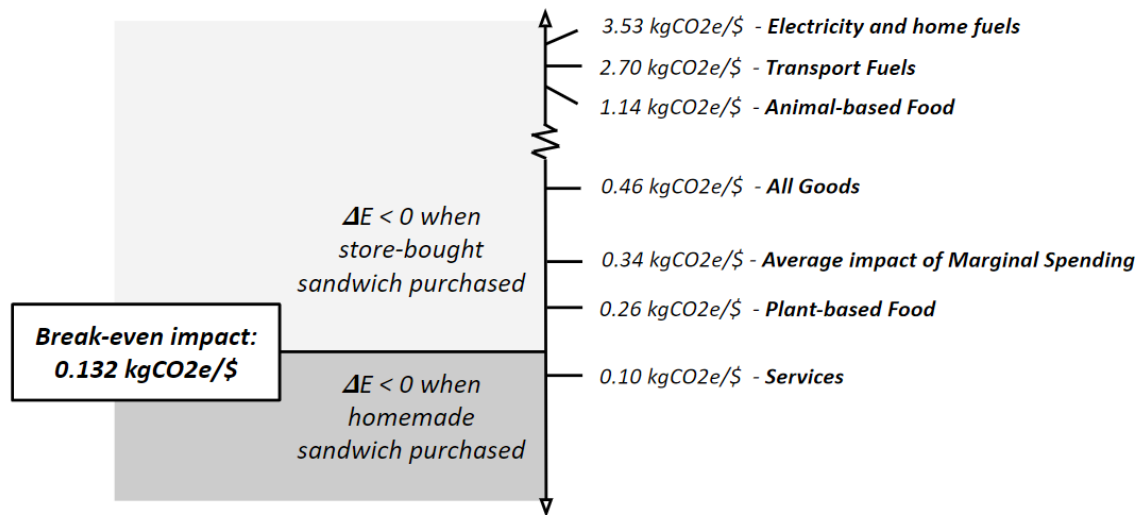 3.53 kgCO2e/$ - Electricity and home fuels
2.70 kgCO2e/$ - Transport Fuels
1.14 kgCO2e/$ - Animal-based Food
0.46 kgCO2e/$ - All Goods
ΔE < 0 when
store-bought
sandwich purchased
0.34 kgCO2e/$ - Average impact of Marginal Spending
0.26 kgCO2e/$ - Plant-based Food
Break-even impact:
0.132 kgCO2e/$
ΔE < 0 when
homemade
sandwich purchased
0.10 kgCO2e/$ - Services